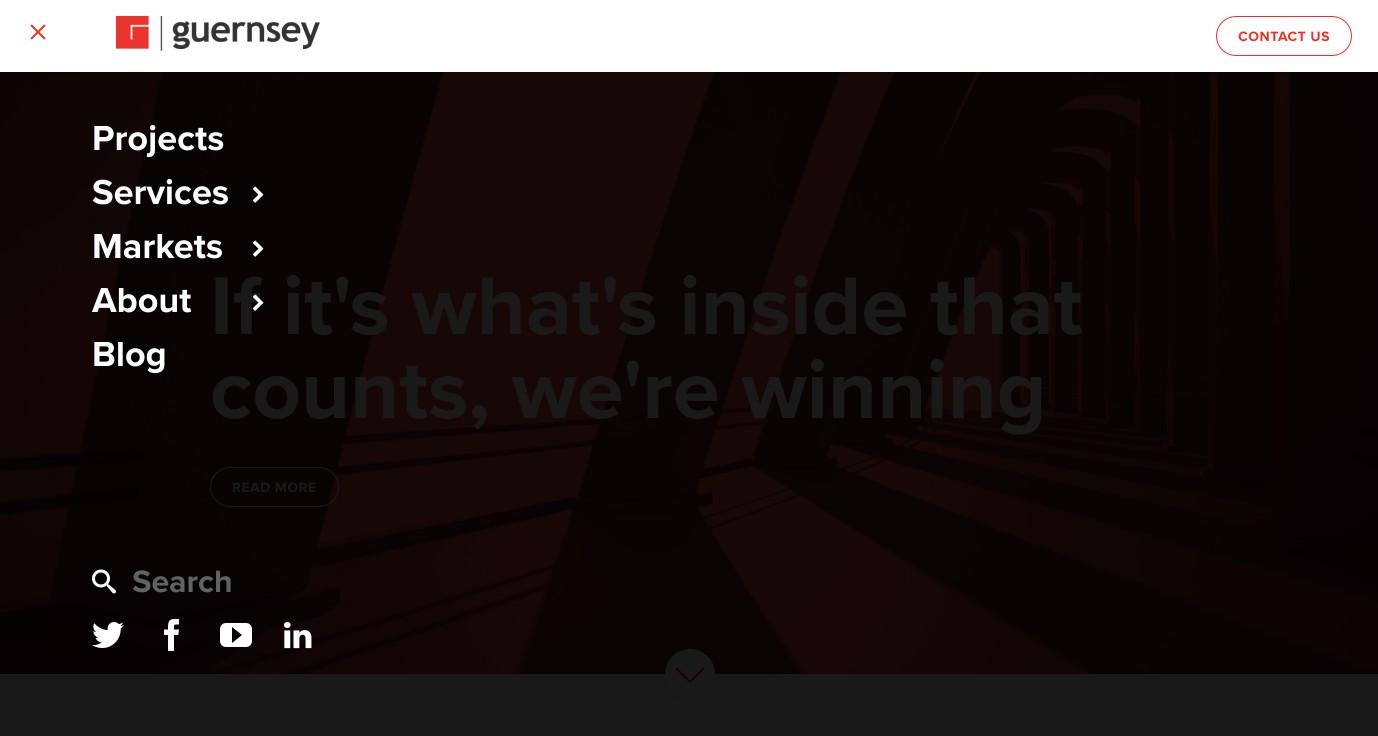 guernsey
CONTACT US
Projects
Services
Markets
About
Blog
If it's what's inside that
counts, we're winning
READ MORE
Search